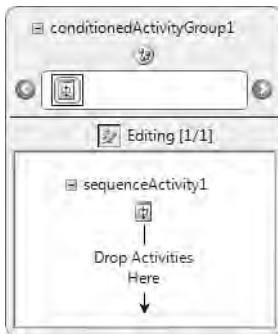 conditionedActivityGroup1
Editing [1/1]
sequenceActivity1
Drop Activities
Here